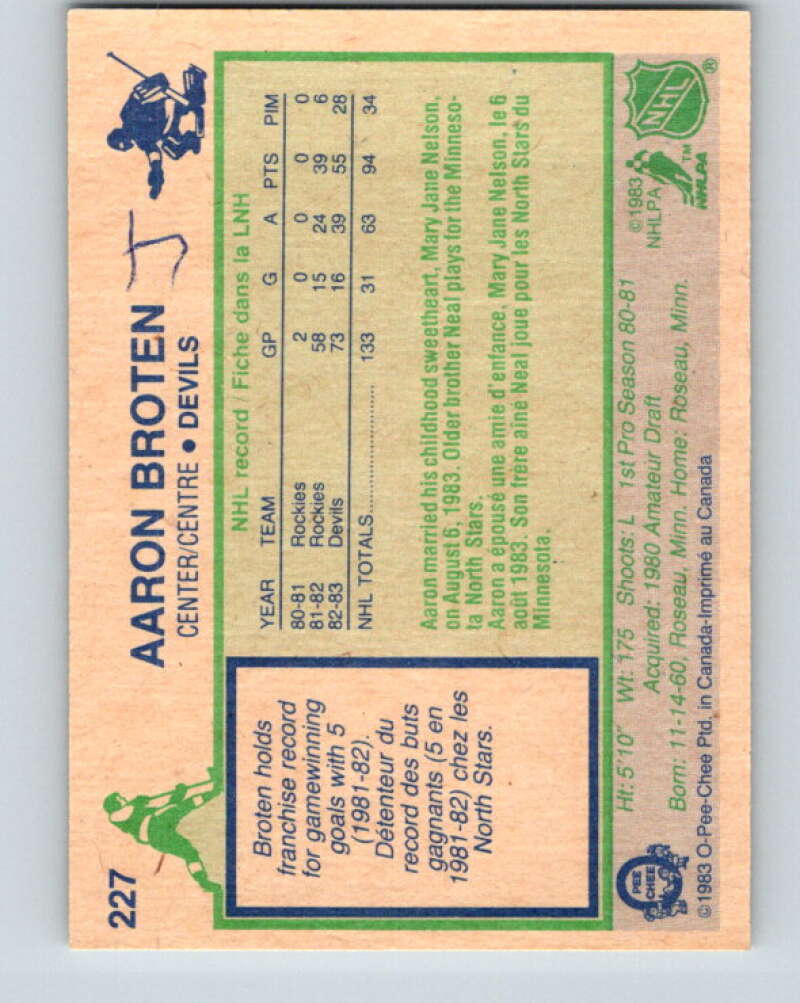 227
AARON BROTEN J
CENTER/CENTRE • DEVILS
Broten holds
franchise record
for gamewinning
goals with 5
(1981-82).
Détenteur du
record des buts
gagnants (5 en
1981-82) chez les
North Stars.
NHL record / Fiche dans la LNH
YEAR TEAM GP G A PTS PIM
80-81 Rockies 2 0 0 0 0
81-82 Rockies 58 15 24 39 6
82-83 Devils 73 16 39 55 28
NHL TOTALS 133 31 63 94 34
Aaron married his childhood sweetheart, Mary Jane Nelson,
on August 6, 1983. Older brother Neal plays for the Minneso-
ta North Stars.
Aaron a épousé une amie d'enfance, Mary Jane Nelson, le 6
août 1983. Son frère aîné Neal joue pour les North Stars du
Minnesota.
Ht: 5'10" Wt: 175 Shoots: L 1st Pro Season 80-81
Acquired: 1980 Amateur Draft
Born: 11-14-60, Roseau, Minn. Home: Roseau, Minn.
©1983
NHLPA
NHLPA
TM
NHL
®
O
PEE
CHEE
©1983 O-Pee-Chee Ptd. in Canada-Imprimé au Canada